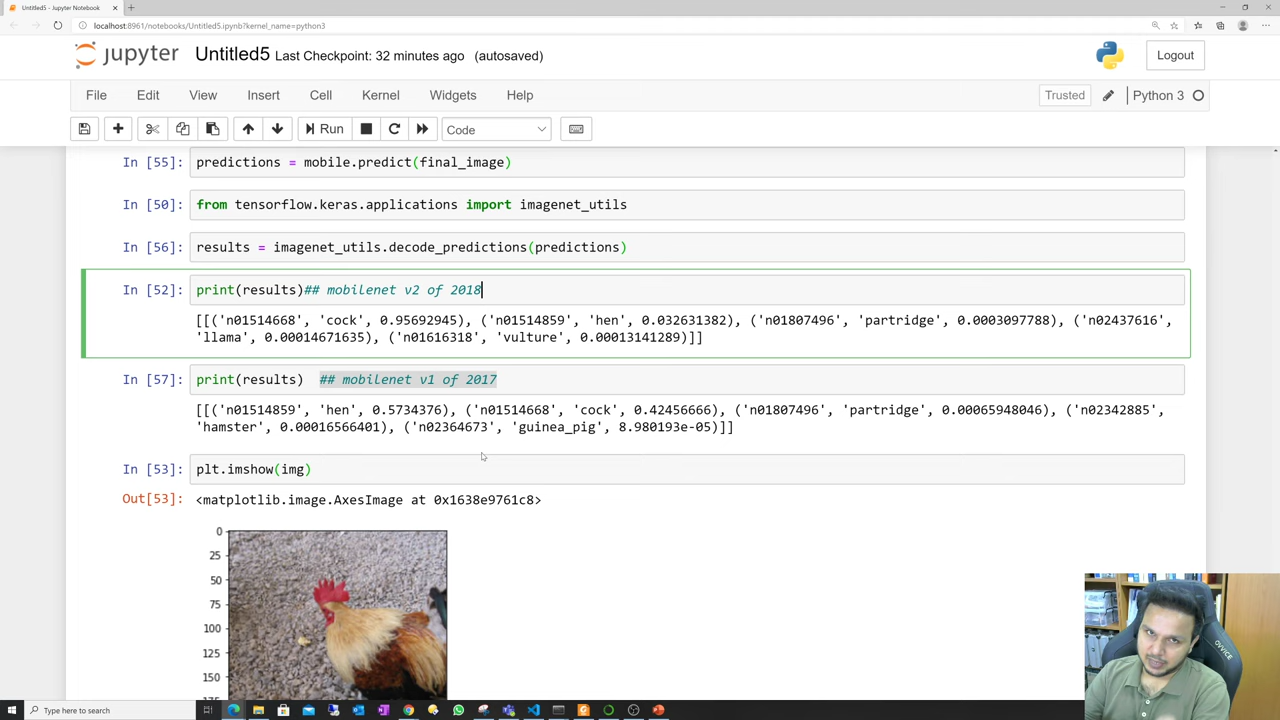 Untitled5 - Jupyter Notebook
localhost:8961/notebooks/Untitled5.ipynb?kernel_name=python3
jupyter Untitled5 Last Checkpoint: 32 minutes ago (autosaved) Logout
File Edit View Insert Cell Kernel Widgets Help Trusted Python 3
Run Code
In [55]: predictions = mobile.predict(final_image)
In [50]: from tensorflow.keras.applications import imagenet_utils
In [56]: results = imagenet_utils.decode_predictions(predictions)
In [52]: print(results)## mobilenet v2 of 2018
[[('n01514668', 'cock', 0.95692945), ('n01514859', 'hen', 0.032631382), ('n01807496', 'partridge', 0.0003097788), ('n02437616',
'llama', 0.00014671635), ('n01616318', 'vulture', 0.00013141289)]]
In [57]: print(results)  ## mobilenet v1 of 2017
[[('n01514859', 'hen', 0.5734376), ('n01514668', 'cock', 0.42456666), ('n01807496', 'partridge', 0.00065948046), ('n02342885',
'hamster', 0.00016566401), ('n02364673', 'guinea_pig', 8.980193e-05)]]
In [53]: plt.imshow(img)
Out[53]: <matplotlib.image.AxesImage at 0x1638e9761c8>
0
25
50
75
100
125
150
175
OVVICE
Type here to search